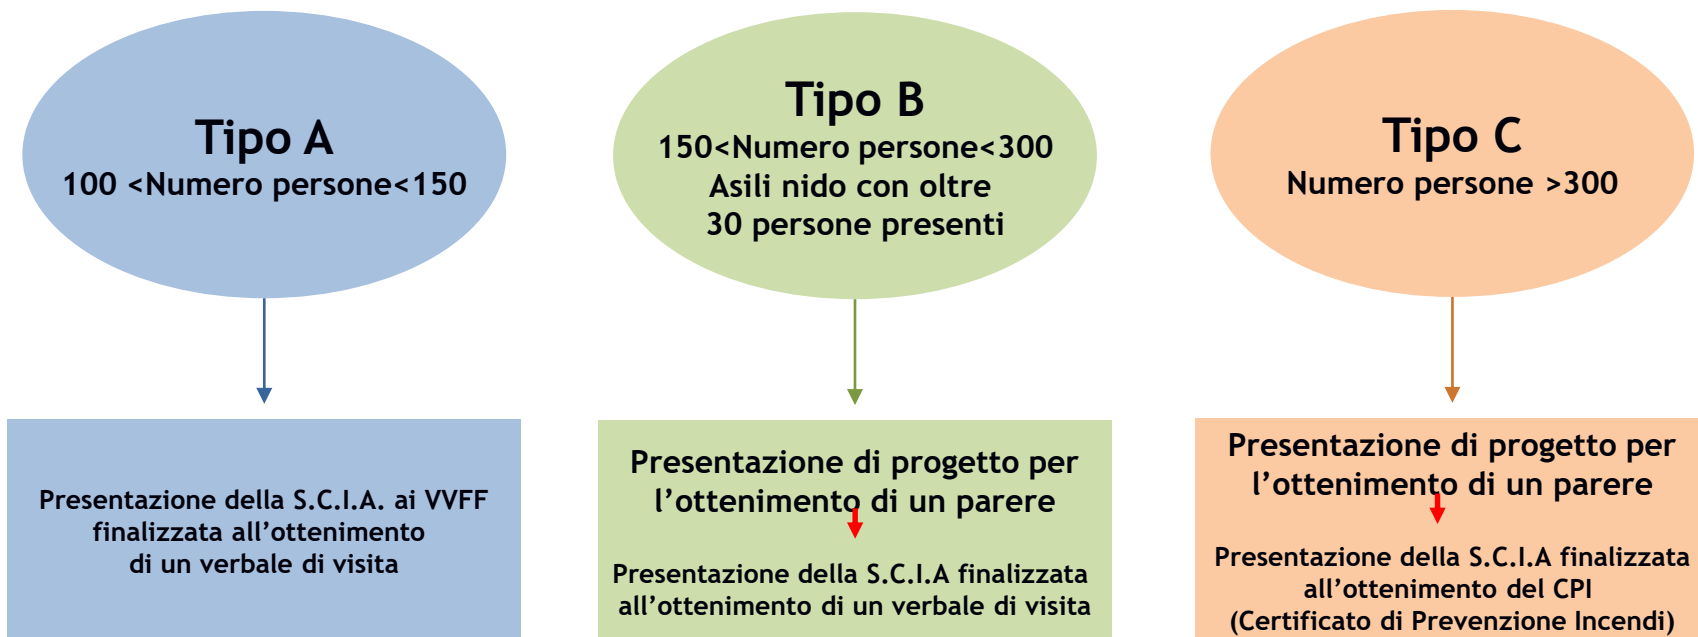 Tipo A
100 <Numero persone<150
Tipo B
150<Numero persone<300
Asili nido con oltre
30 persone presenti
Tipo C
Numero persone >300
Presentazione della S.C.I.A. ai VVFF
finalizzata all’ottenimento
di un verbale di visita
Presentazione di progetto per
l’ottenimento di un parere
Presentazione della S.C.I.A finalizzata
all’ottenimento di un verbale di visita
Presentazione di progetto per
l’ottenimento di un parere
Presentazione della S.C.I.A finalizzata
all’ottenimento del CPI
(Certificato di Prevenzione Incendi)